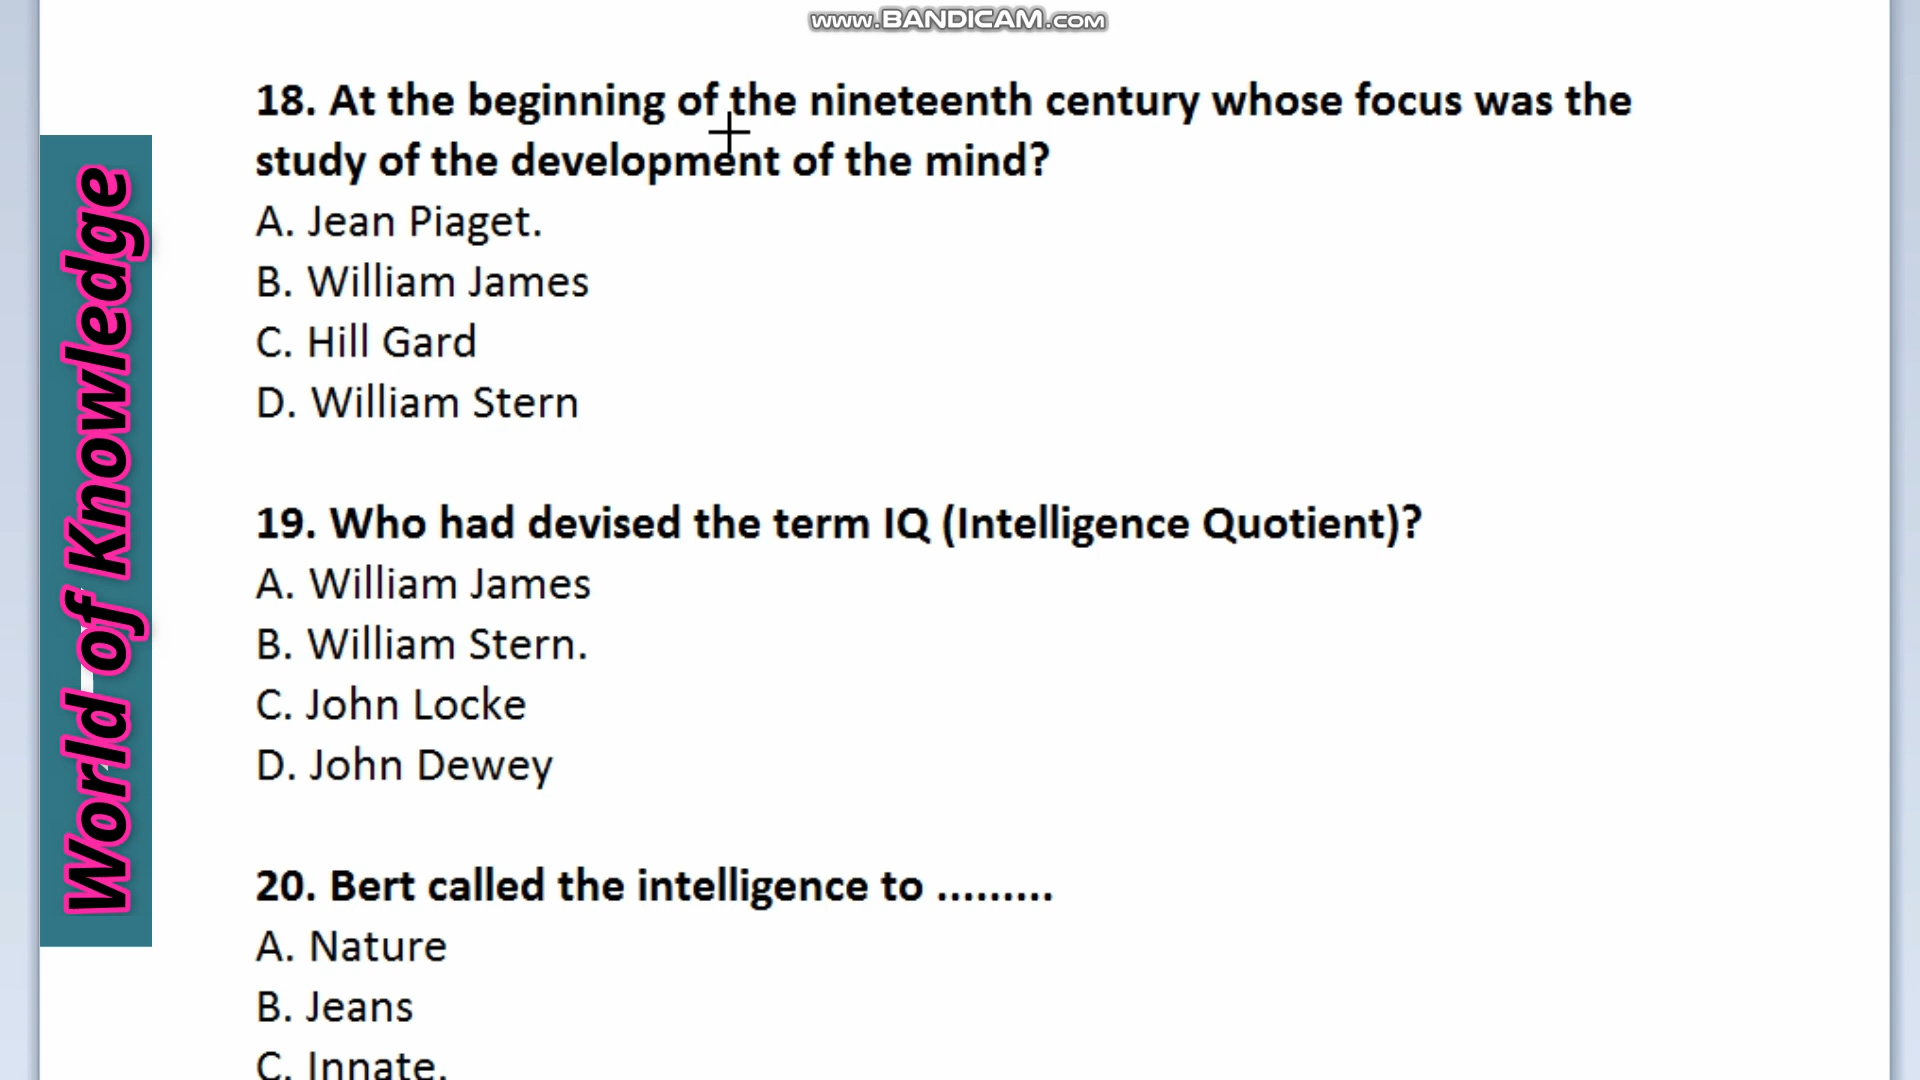 www.BANDICAM.com
18. At the beginning of the nineteenth century whose focus was the
study of the development of the mind?
A. Jean Piaget.
B. William James
C. Hill Gard
D. William Stern
19. Who had devised the term IQ (Intelligence Quotient)?
A. William James
B. William Stern.
C. John Locke
D. John Dewey
20. Bert called the intelligence to .........
A. Nature
B. Jeans
C. Innate.
World of Knowledge